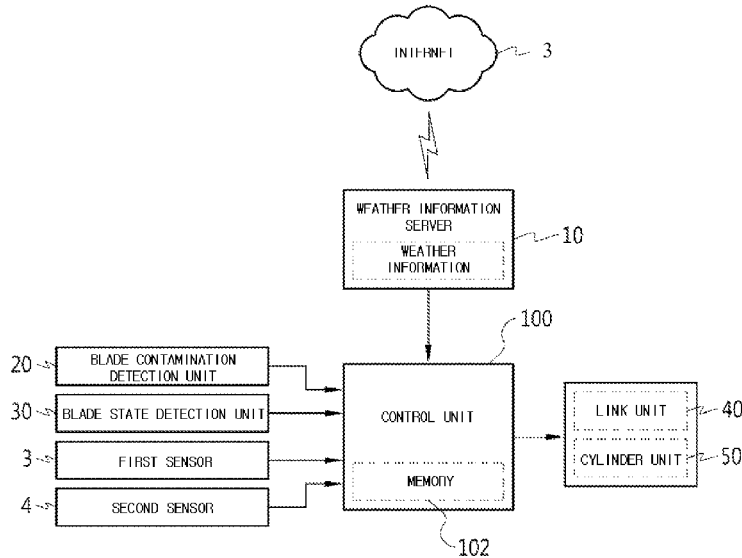 INTERNET
3
WEATHER INFORMATION
SERVER
WEATHER
INFORMATION
10
100
20
BLADE CONTAMINATION
DETECTION UNIT
30
BLADE STATE DETECTION UNIT
3
FIRST SENSOR
4
SECOND SENSOR
CONTROL UNIT
MEMORY
102
LINK UNIT
40
CYLINDER UNIT
50